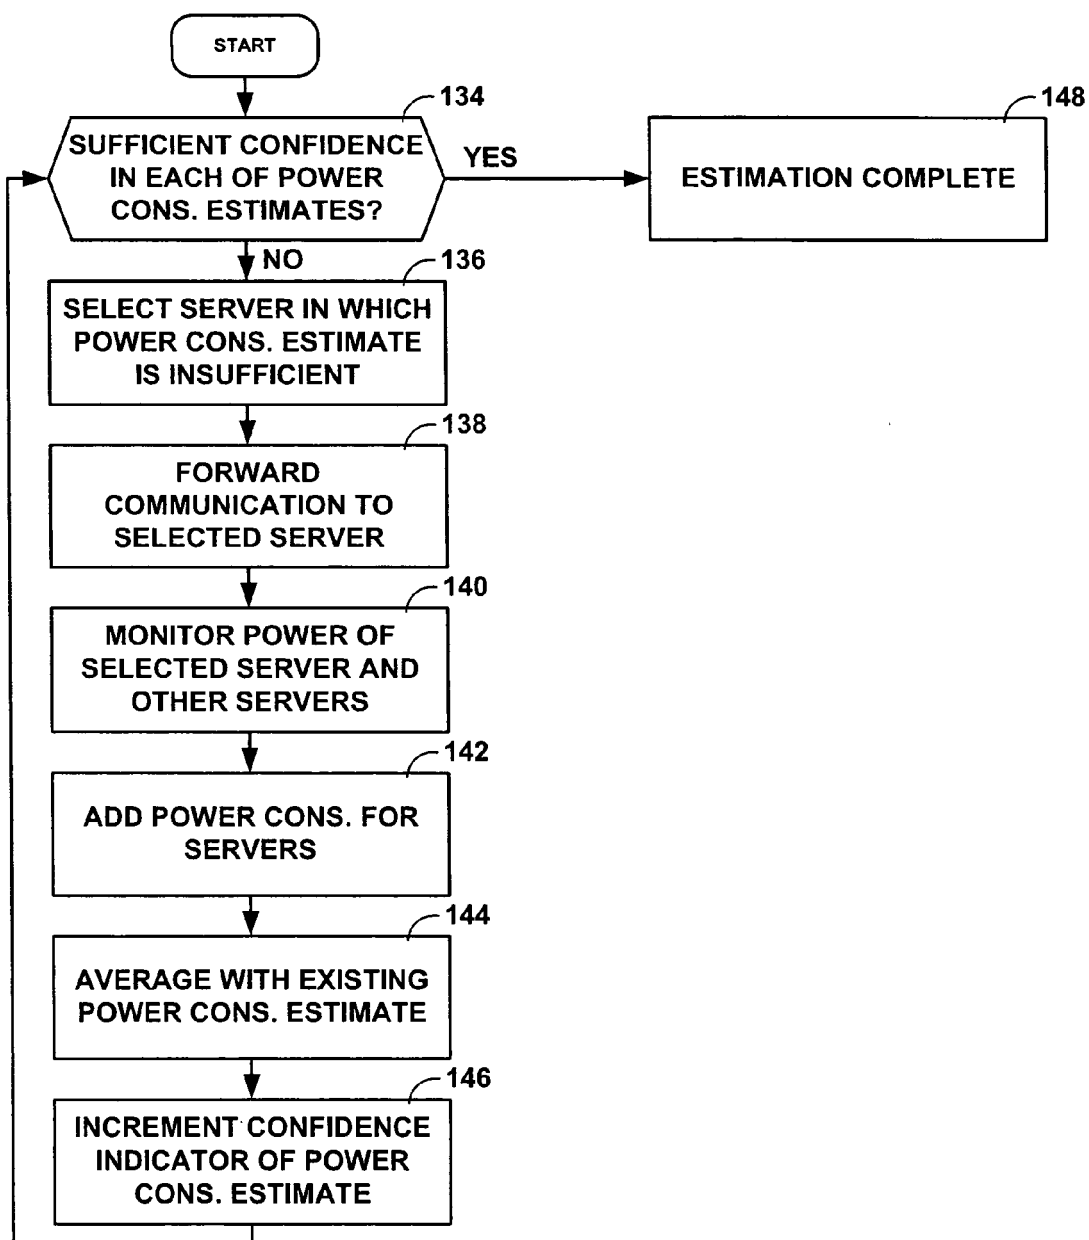 START
134
148
SUFFICIENT CONFIDENCE
IN EACH OF POWER
CONS. ESTIMATES?
YES
ESTIMATION COMPLETE
NO
136
SELECT SERVER IN WHICH
POWER CONS. ESTIMATE
IS INSUFFICIENT
138
FORWARD
COMMUNICATION TO
SELECTED SERVER
140
MONITOR POWER OF
SELECTED SERVER AND
OTHER SERVERS
142
ADD POWER CONS. FOR
SERVERS
144
AVERAGE WITH EXISTING
POWER CONS. ESTIMATE
146
INCREMENT CONFIDENCE
INDICATOR OF POWER
CONS. ESTIMATE